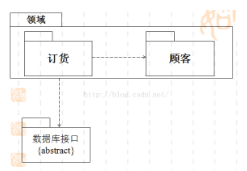 领域
订货
顾客
http://blog.csdn.net/
数据库接口
{abstract}